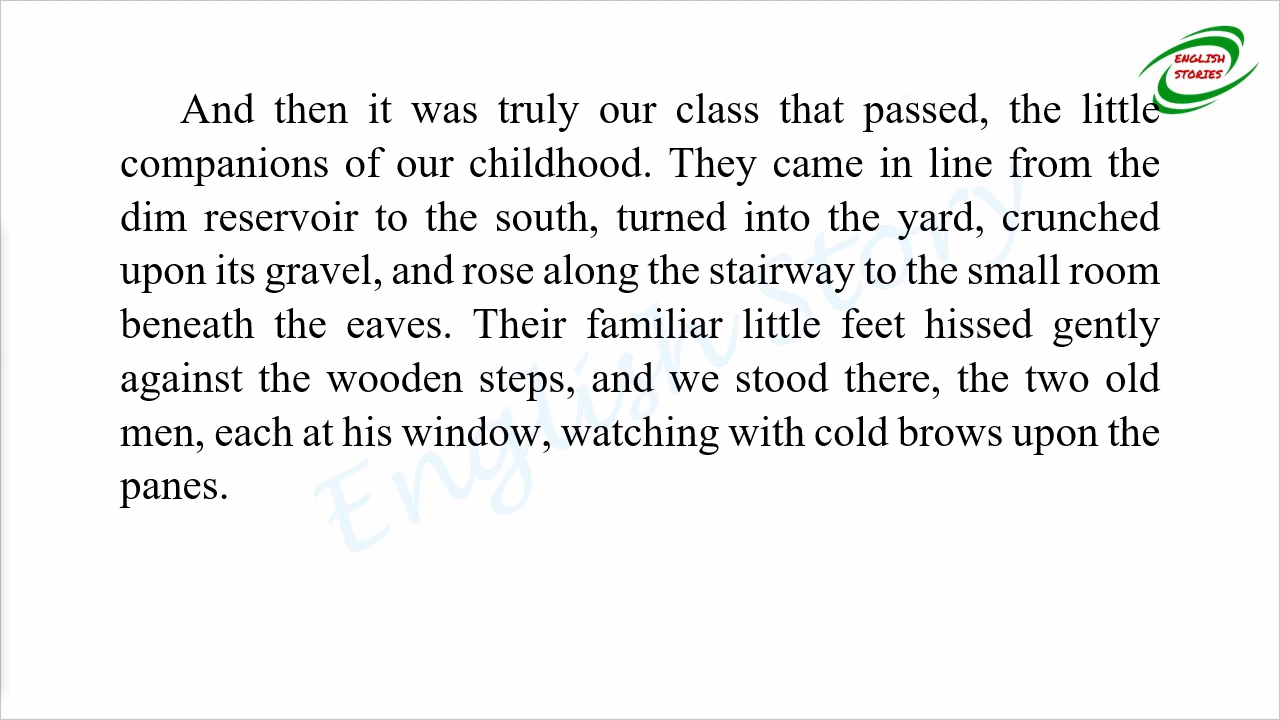 ENGLISH
STORIES
And then it was truly our class that passed, the little
companions of our childhood. They came in line from the
dim reservoir to the south, turned into the yard, crunched
upon its gravel, and rose along the stairway to the small room
beneath the eaves. Their familiar little feet hissed gently
against the wooden steps, and we stood there, the two old
men, each at his window, watching with cold brows upon the
panes.
English Story